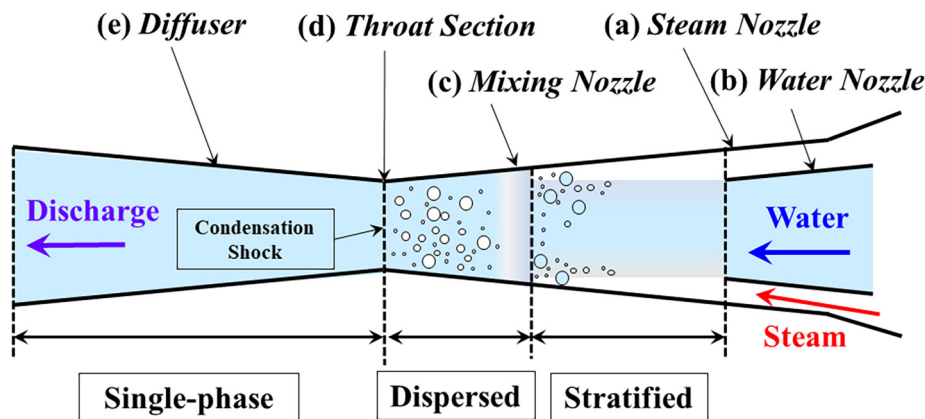 (e) Diffuser
(d) Throat Section
(a) Steam Nozzle
(c) Mixing Nozzle
(b) Water Nozzle
Discharge
Condensation
Shock
Water
Steam
Single-phase
Dispersed
Stratified